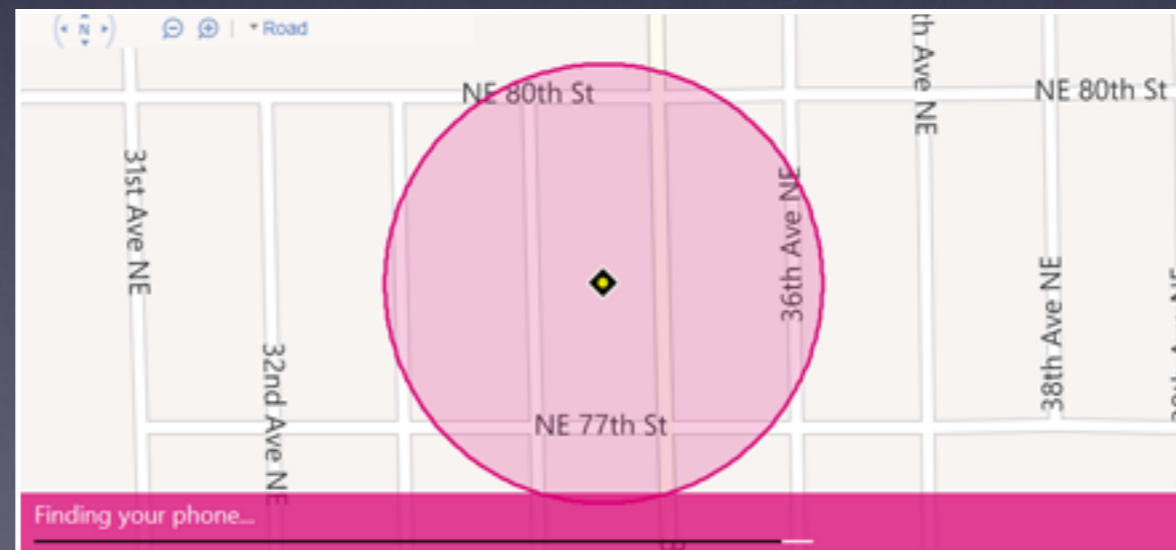 N
Road
NE 80th St
NE 80th St
th Ave NE
31st Ave NE
36th Ave NE
38th Ave NE
32nd Ave NE
NE 77th St
Finding your phone...